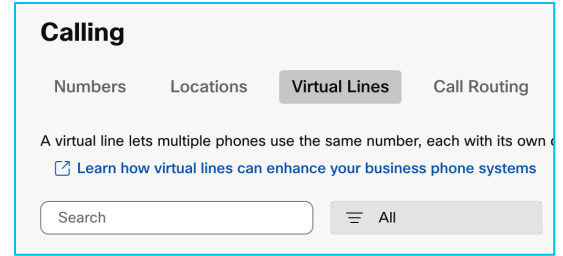 Calling
Numbers Locations Virtual Lines Call Routing
A virtual line lets multiple phones use the same number, each with its own
Learn how virtual lines can enhance your business phone systems
Search All